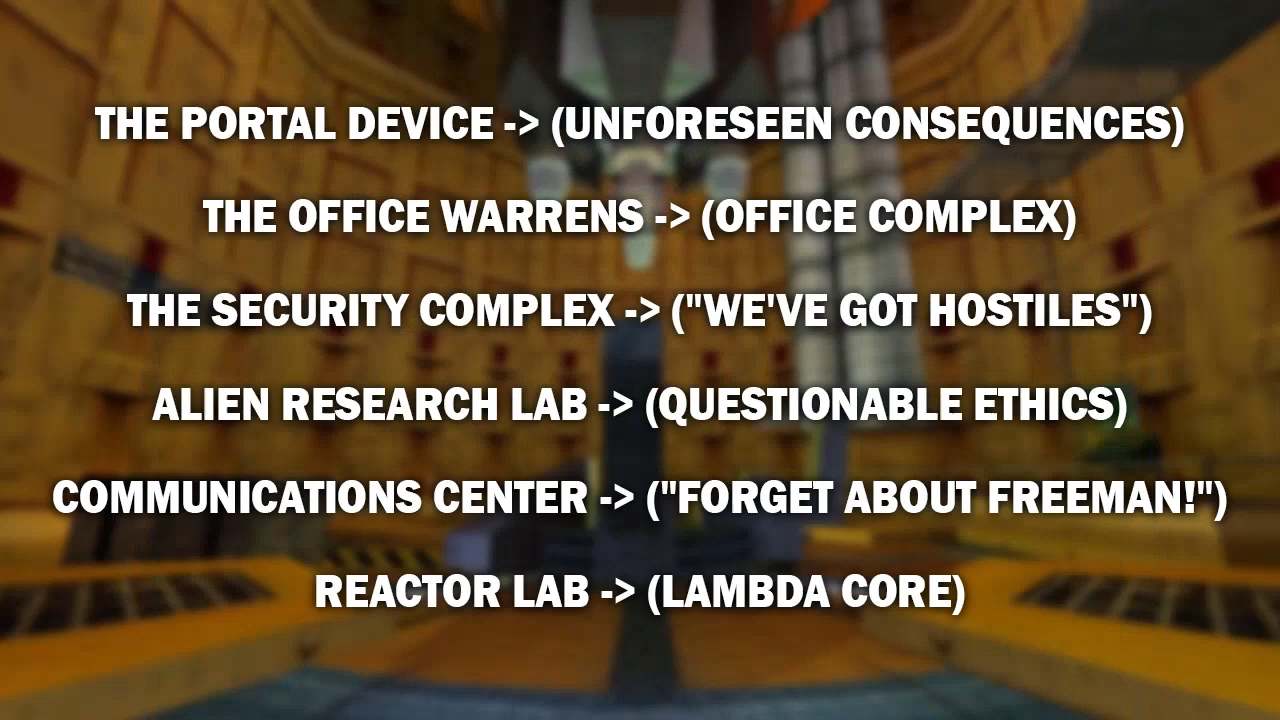 THE PORTAL DEVICE -> (UNFORESEEN CONSEQUENCES)
THE OFFICE WARRENS -> (OFFICE COMPLEX)
THE SECURITY COMPLEX -> ("WE'VE GOT HOSTILES")
ALIEN RESEARCH LAB -> (QUESTIONABLE ETHICS)
COMMUNICATIONS CENTER -> ("FORGET ABOUT FREEMAN!")
REACTOR LAB -> (LAMBDA CORE)